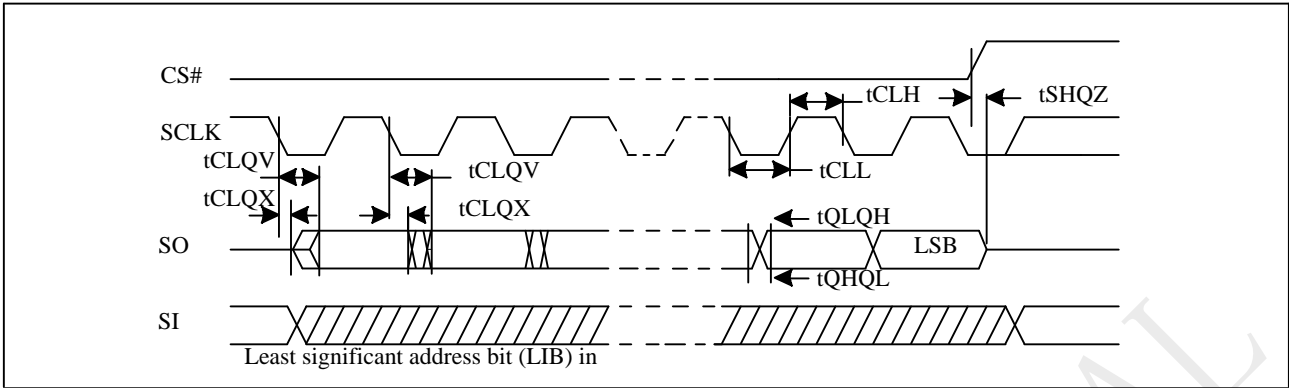 CS#
tCLH
tSHQZ
SCLK
tCLQV
tCLQV
tCLL
tCLQX
tCLQX
tQLQH
SO
LSB
tQHQL
SI
Least significant address bit (LIB) in